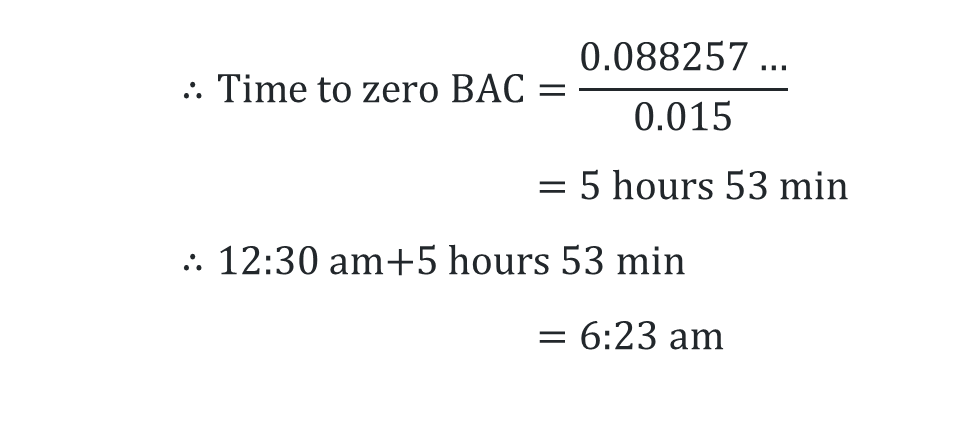 ∴ Time to zero BAC = 0.088257 ... / 0.015
= 5 hours 53 min
∴ 12:30 am+5 hours 53 min
= 6:23 am